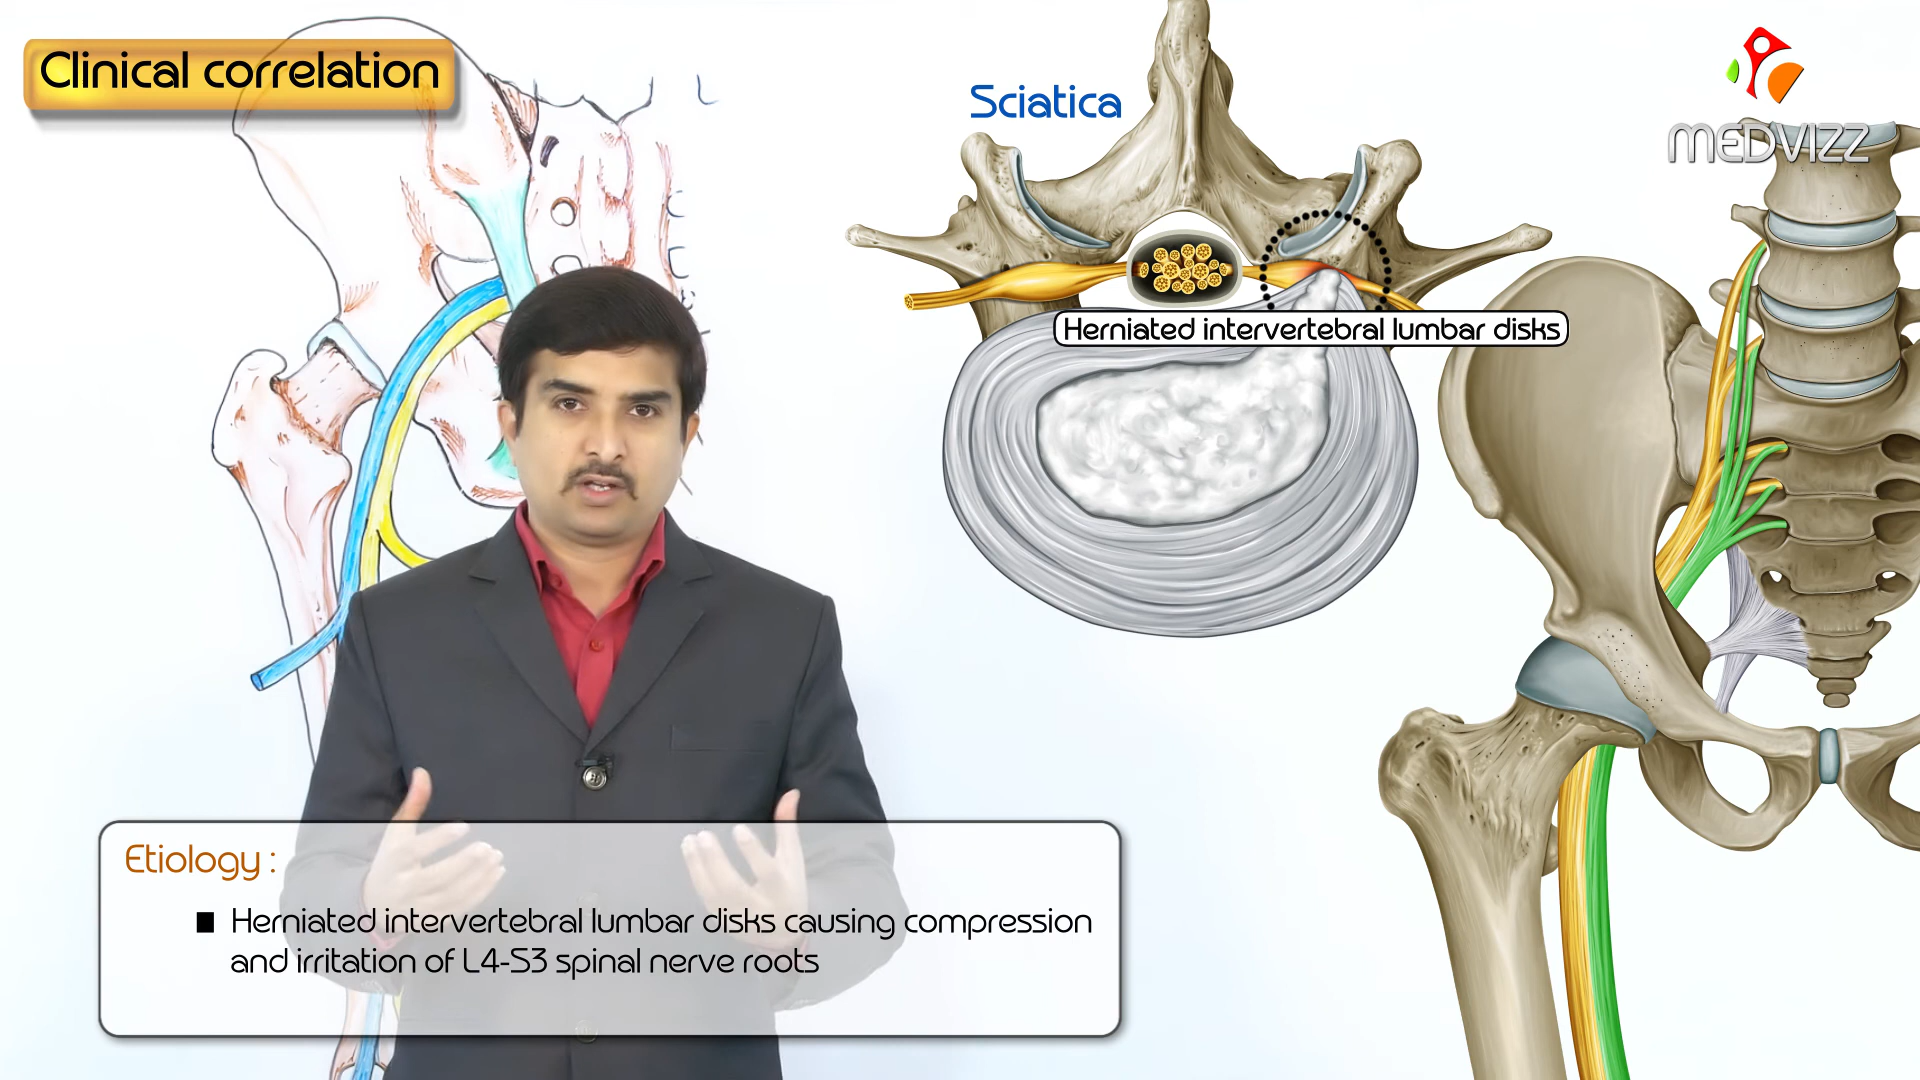 Clinical correlation
Sciatica
MEDVIZZ
Herniated intervertebral lumbar disks
Etiology :
■ Herniated intervertebral lumbar disks causing compression
and irritation of L4-S3 spinal nerve roots